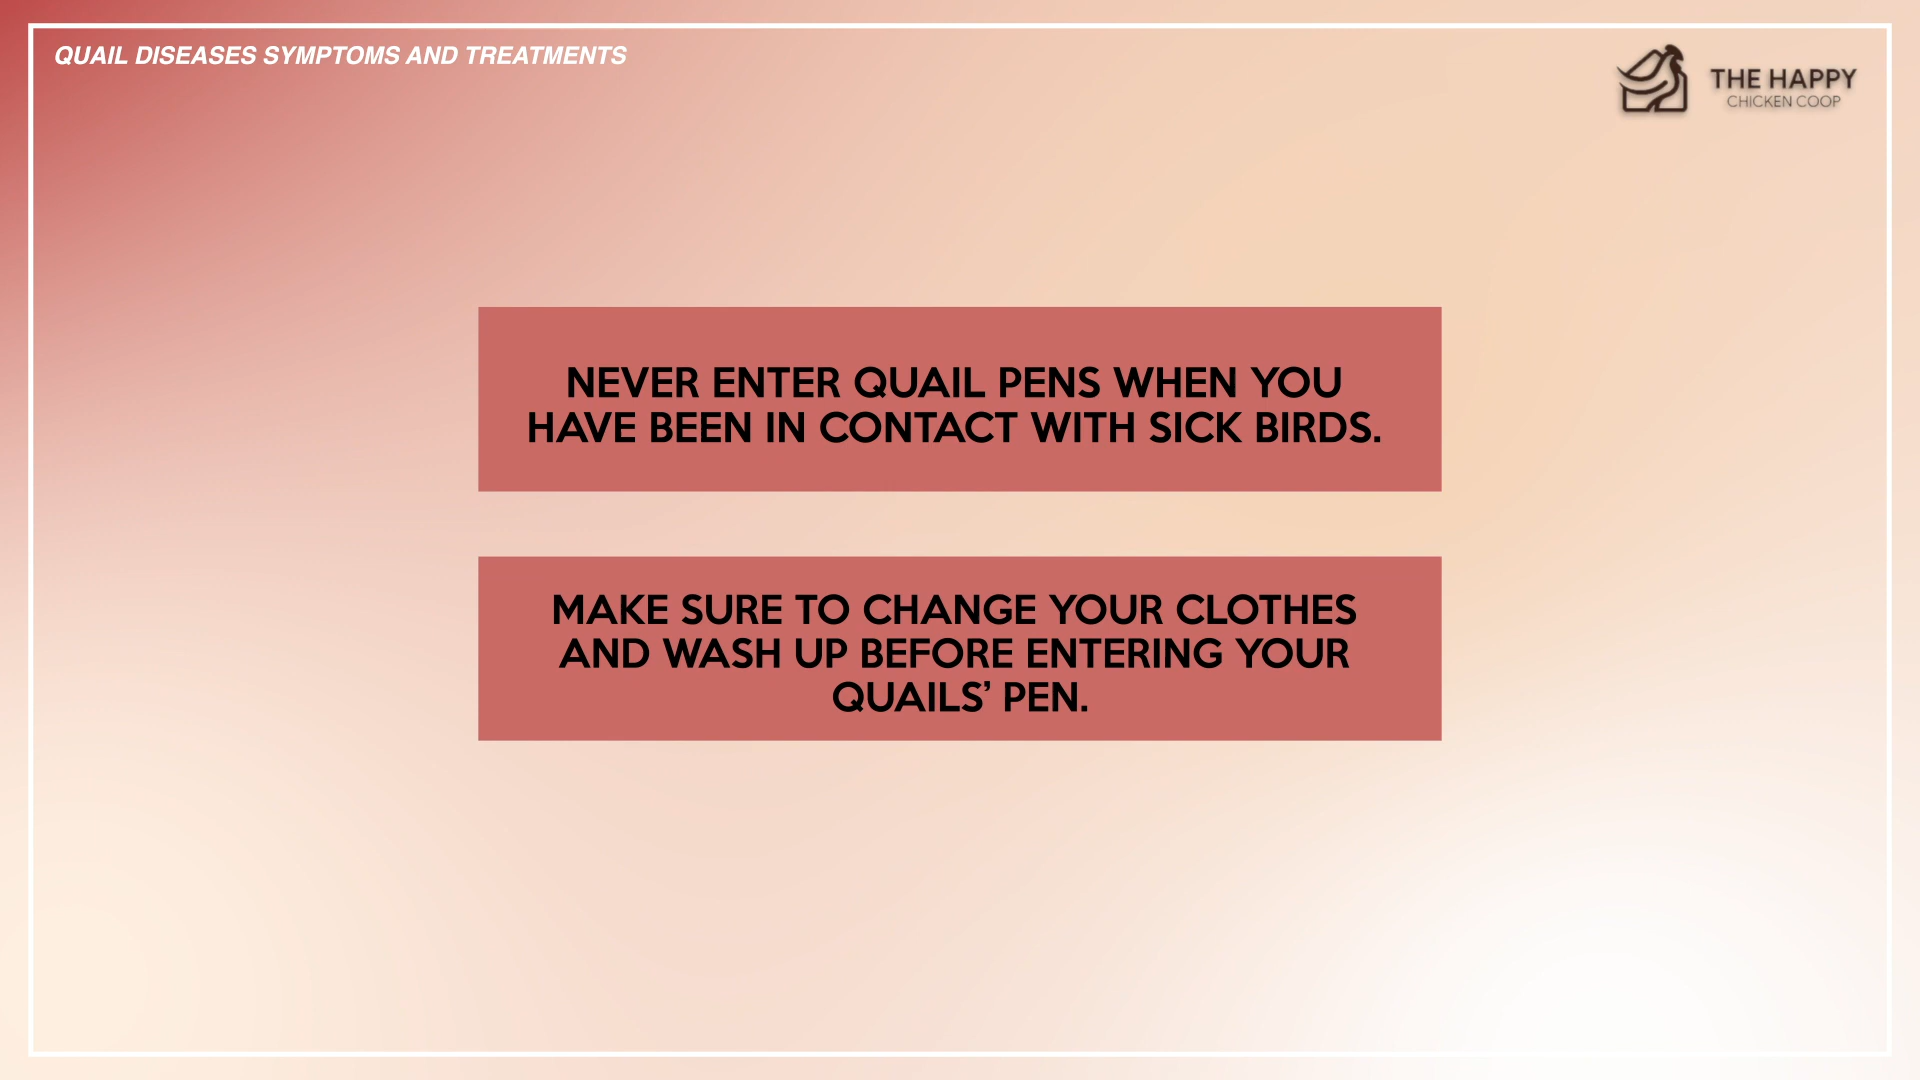 QUAIL DISEASES SYMPTOMS AND TREATMENTS
THE HAPPY
CHICKEN COOP
NEVER ENTER QUAIL PENS WHEN YOU
HAVE BEEN IN CONTACT WITH SICK BIRDS.
MAKE SURE TO CHANGE YOUR CLOTHES
AND WASH UP BEFORE ENTERING YOUR
QUAILS’ PEN.